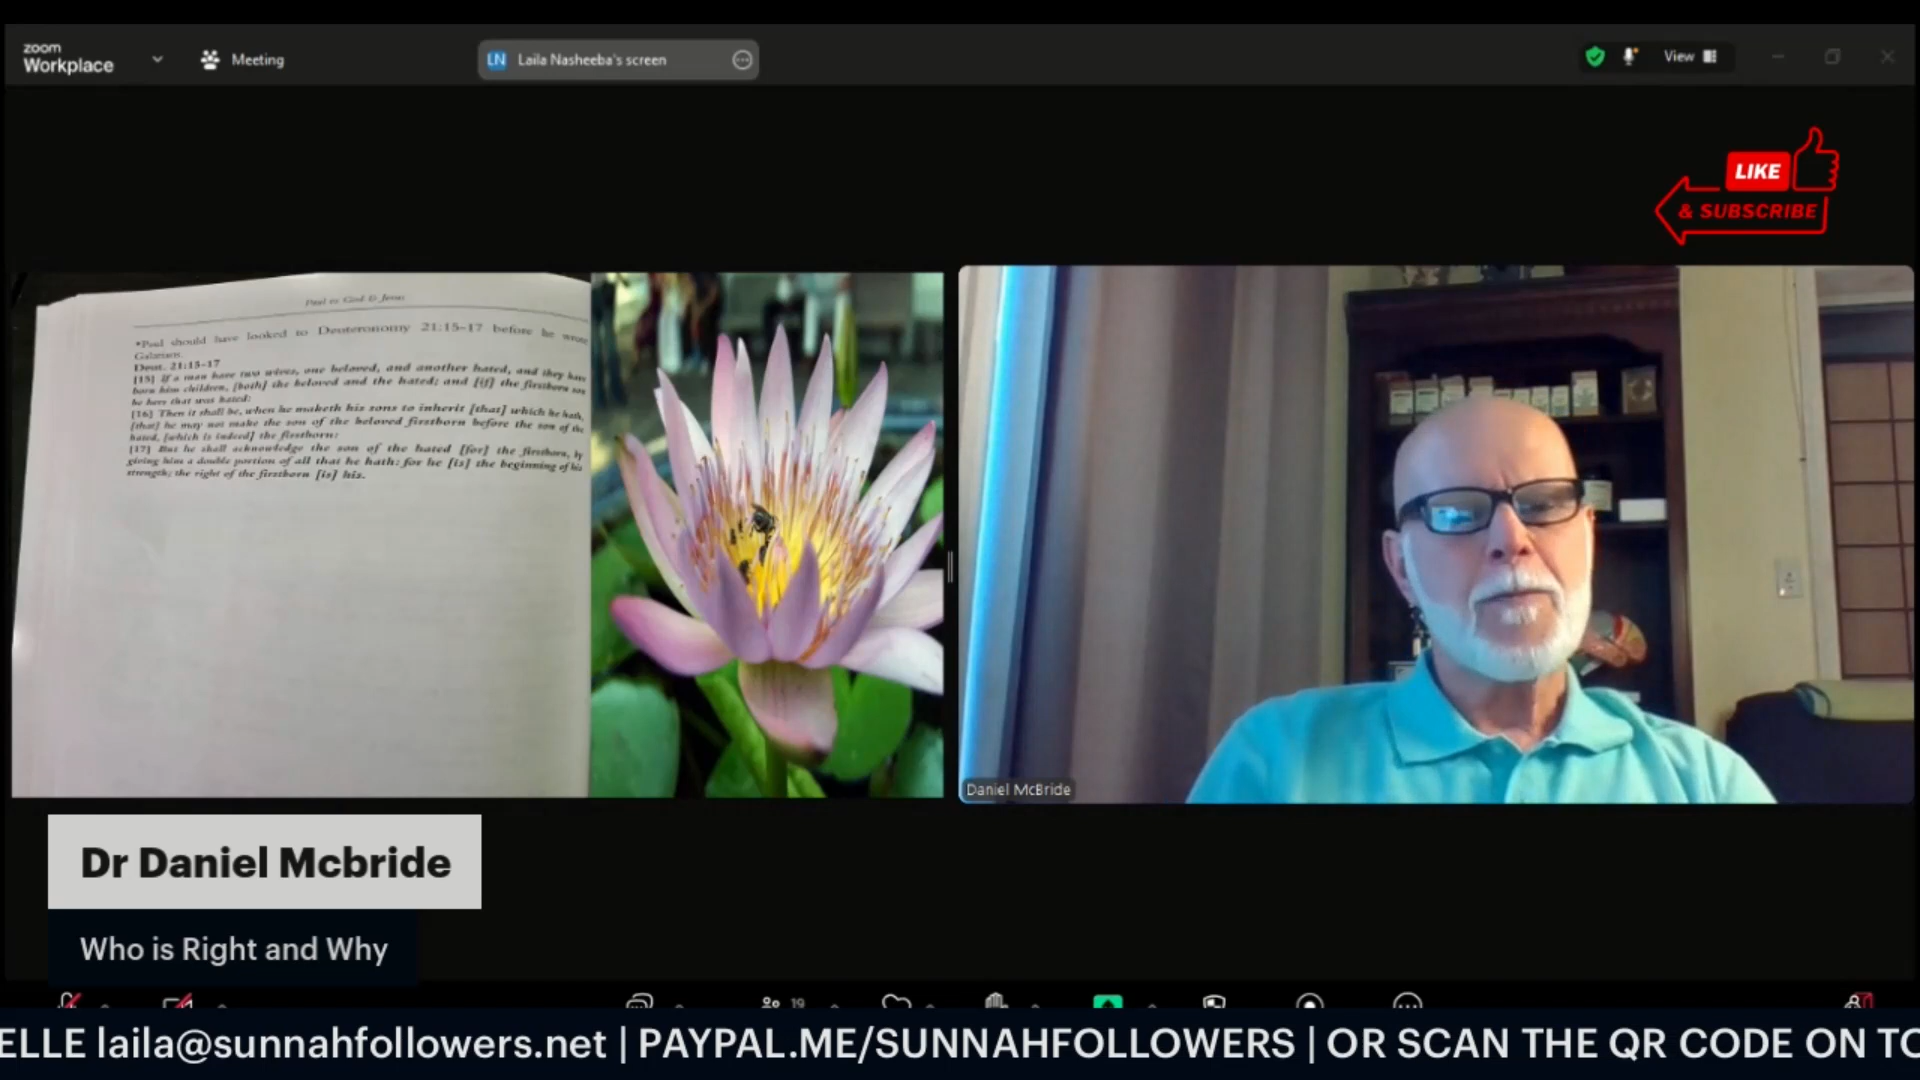 zoom
Workplace
Meeting
LN Laila Nasheeba's screen
View
LIKE
& SUBSCRIBE
Paul vs God & Jesus
*Paul should have looked to Deuteronomy 21:15-17 before he wrote
Galatians.
Deut. 21:15-17
[15] If a man have two wives, one beloved, and another hated, and they have
born him children, [both] the beloved and the hated; and [if] the firstborn son
be hers that was hated:
[16] Then it shall be, when he maketh his sons to inherit [that] which he hath,
[that] he may not make the son of the beloved firstborn before the son of the
hated, [which is indeed] the firstborn:
[17] But he shall acknowledge the son of the hated [for] the firstborn, by
giving him a double portion of all that he hath: for he [is] the beginning of his
strength; the right of the firstborn [is] his.
Daniel McBride
Dr Daniel Mcbride
Who is Right and Why
19
ELLE laila@sunnahfollowers.net | PAYPAL.ME/SUNNAHFOLLOWERS | OR SCAN THE QR CODE ON TO